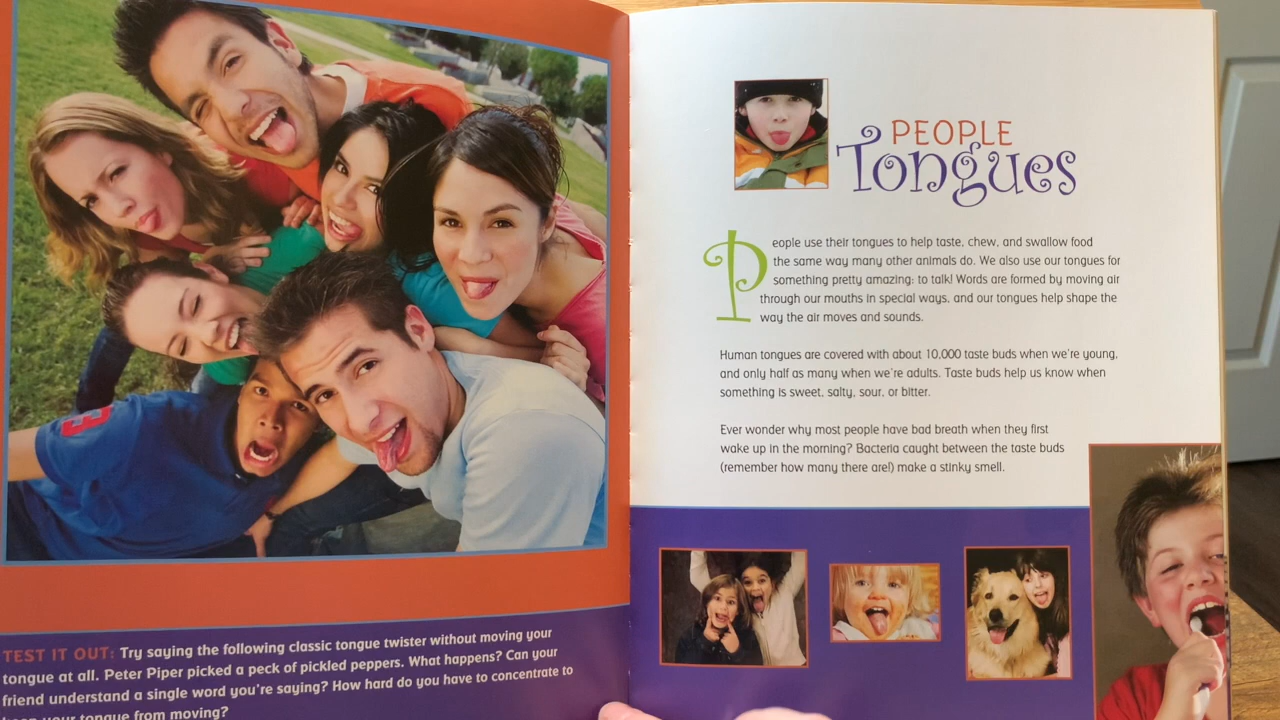 TEST IT OUT: Try saying the following classic tongue twister without moving your
tongue at all. Peter Piper picked a peck of pickled peppers. What happens? Can your
friend understand a single word you're saying? How hard do you have to concentrate to
keep your tongue from moving?
PEOPLE
Tongues
People use their tongues to help taste, chew, and swallow food
the same way many other animals do. We also use our tongues for
something pretty amazing: to talk! Words are formed by moving air
through our mouths in special ways, and our tongues help shape the
way the air moves and sounds.
Human tongues are covered with about 10,000 taste buds when we're young,
and only half as many when we're adults. Taste buds help us know when
something is sweet, salty, sour, or bitter.
Ever wonder why most people have bad breath when they first
wake up in the morning? Bacteria caught between the taste buds
(remember how many there are!) make a stinky smell.